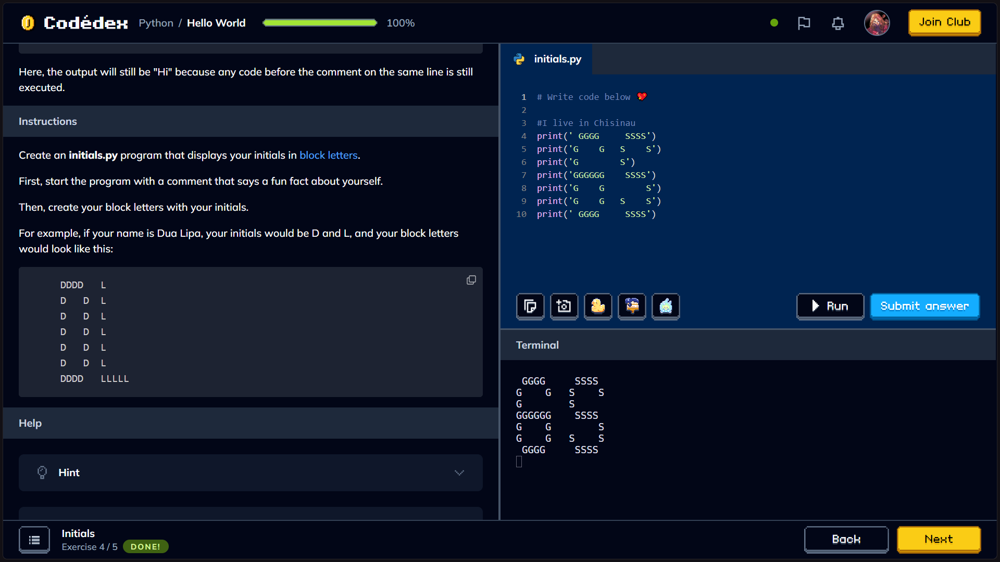 Codédex Python / Hello World 100% Join Club
Here, the output will still be "Hi" because any code before the comment on the same line is still
executed.
Instructions
Create an initials.py program that displays your initials in block letters.
First, start the program with a comment that says a fun fact about yourself.
Then, create your block letters with your initials.
For example, if your name is Dua Lipa, your initials would be D and L, and your block letters
would look like this:
DDDD   L
D   D  L
D   D  L
D   D  L
D   D  L
D   D  L
DDDD   LLLLL
Help
Hint
initials.py
1 # Write code below 💖
2
3 #I live in Chisinau
4 print(' GGGG     SSSS')
5 print('G    G   S    S')
6 print('G        S')
7 print('GGGGGG    SSSS')
8 print('G    G        S')
9 print('G    G   S    S')
10 print(' GGGG     SSSS')
Run Submit answer
Terminal
 GGGG     SSSS
G    G   S    S
G        S
GGGGGG    SSSS
G    G        S
G    G   S    S
 GGGG     SSSS
Initials
Exercise 4 / 5 DONE!
Back Next